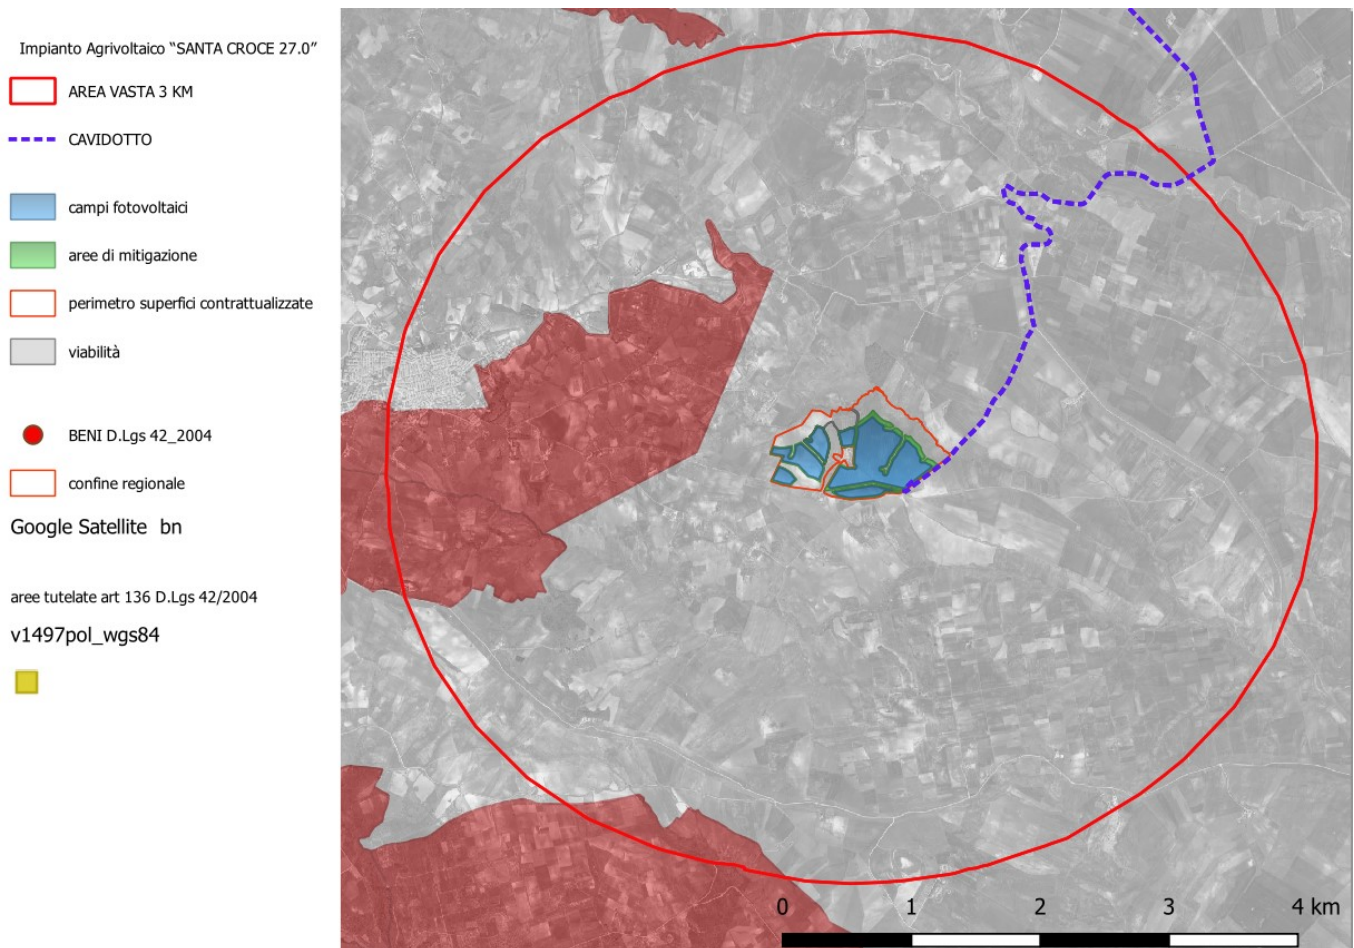 Impianto Agrivoltaico “SANTA CROCE 27.0”
AREA VASTA 3 KM
CAVIDOTTO
campi fotovoltaici
aree di mitigazione
perimetro superfici contrattualizzate
viabilità
BENI D.Lgs 42_2004
confine regionale
Google Satellite bn
aree tutelate art 136 D.Lgs 42/2004
v1497pol_wgs84
0 1 2 3 4 km